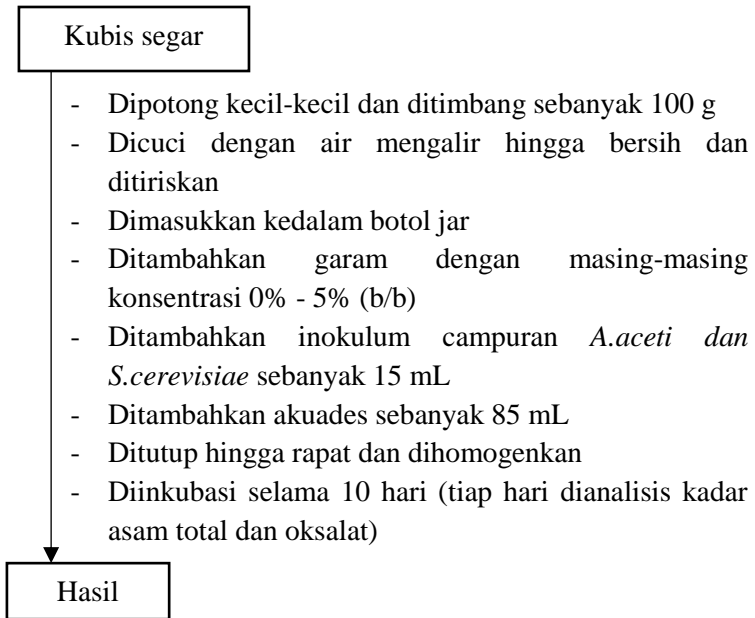 Kubis segar
- Dipotong kecil-kecil dan ditimbang sebanyak 100 g
- Dicuci dengan air mengalir hingga bersih dan
ditiriskan
- Dimasukkan kedalam botol jar
- Ditambahkan garam dengan masing-masing
konsentrasi 0% - 5% (b/b)
- Ditambahkan inokulum campuran A.aceti dan
S.cerevisiae sebanyak 15 mL
- Ditambahkan akuades sebanyak 85 mL
- Ditutup hingga rapat dan dihomogenkan
- Diinkubasi selama 10 hari (tiap hari dianalisis kadar
asam total dan oksalat)
Hasil